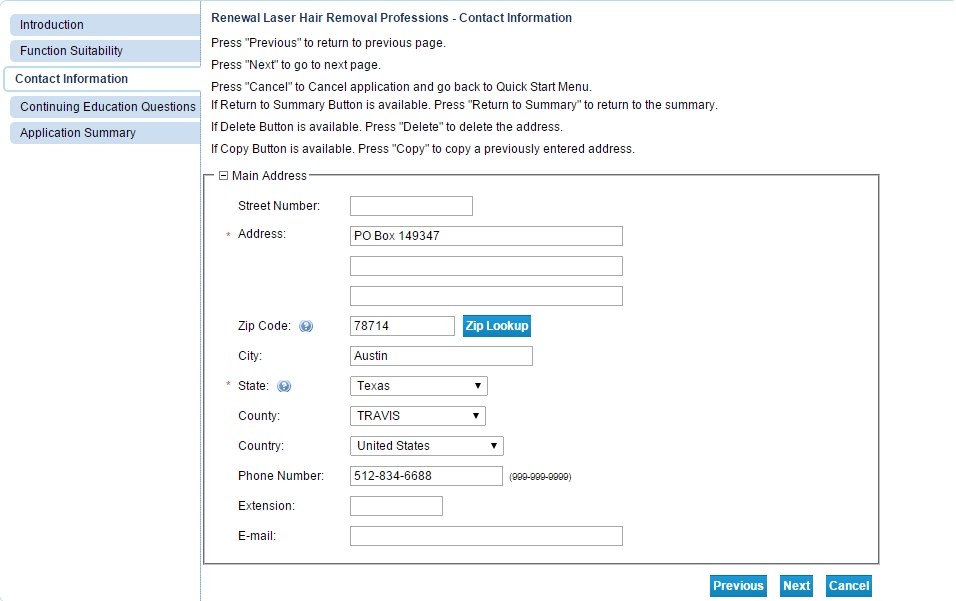 Introduction
Function Suitability
Contact Information
Continuing Education Questions
Application Summary
Renewal Laser Hair Removal Professions - Contact Information
Press "Previous" to return to previous page.
Press "Next" to go to next page.
Press "Cancel" to Cancel application and go back to Quick Start Menu.
If Return to Summary Button is available. Press "Return to Summary" to return to the summary.
If Delete Button is available. Press "Delete" to delete the address.
If Copy Button is available. Press "Copy" to copy a previously entered address.
Main Address
Street Number:
* Address: PO Box 149347
Zip Code: ? 78714 Zip Lookup
City: Austin
* State: ? Texas
County: TRAVIS
Country: United States
Phone Number: 512-834-6688 (999-999-9999)
Extension:
E-mail:
Previous Next Cancel